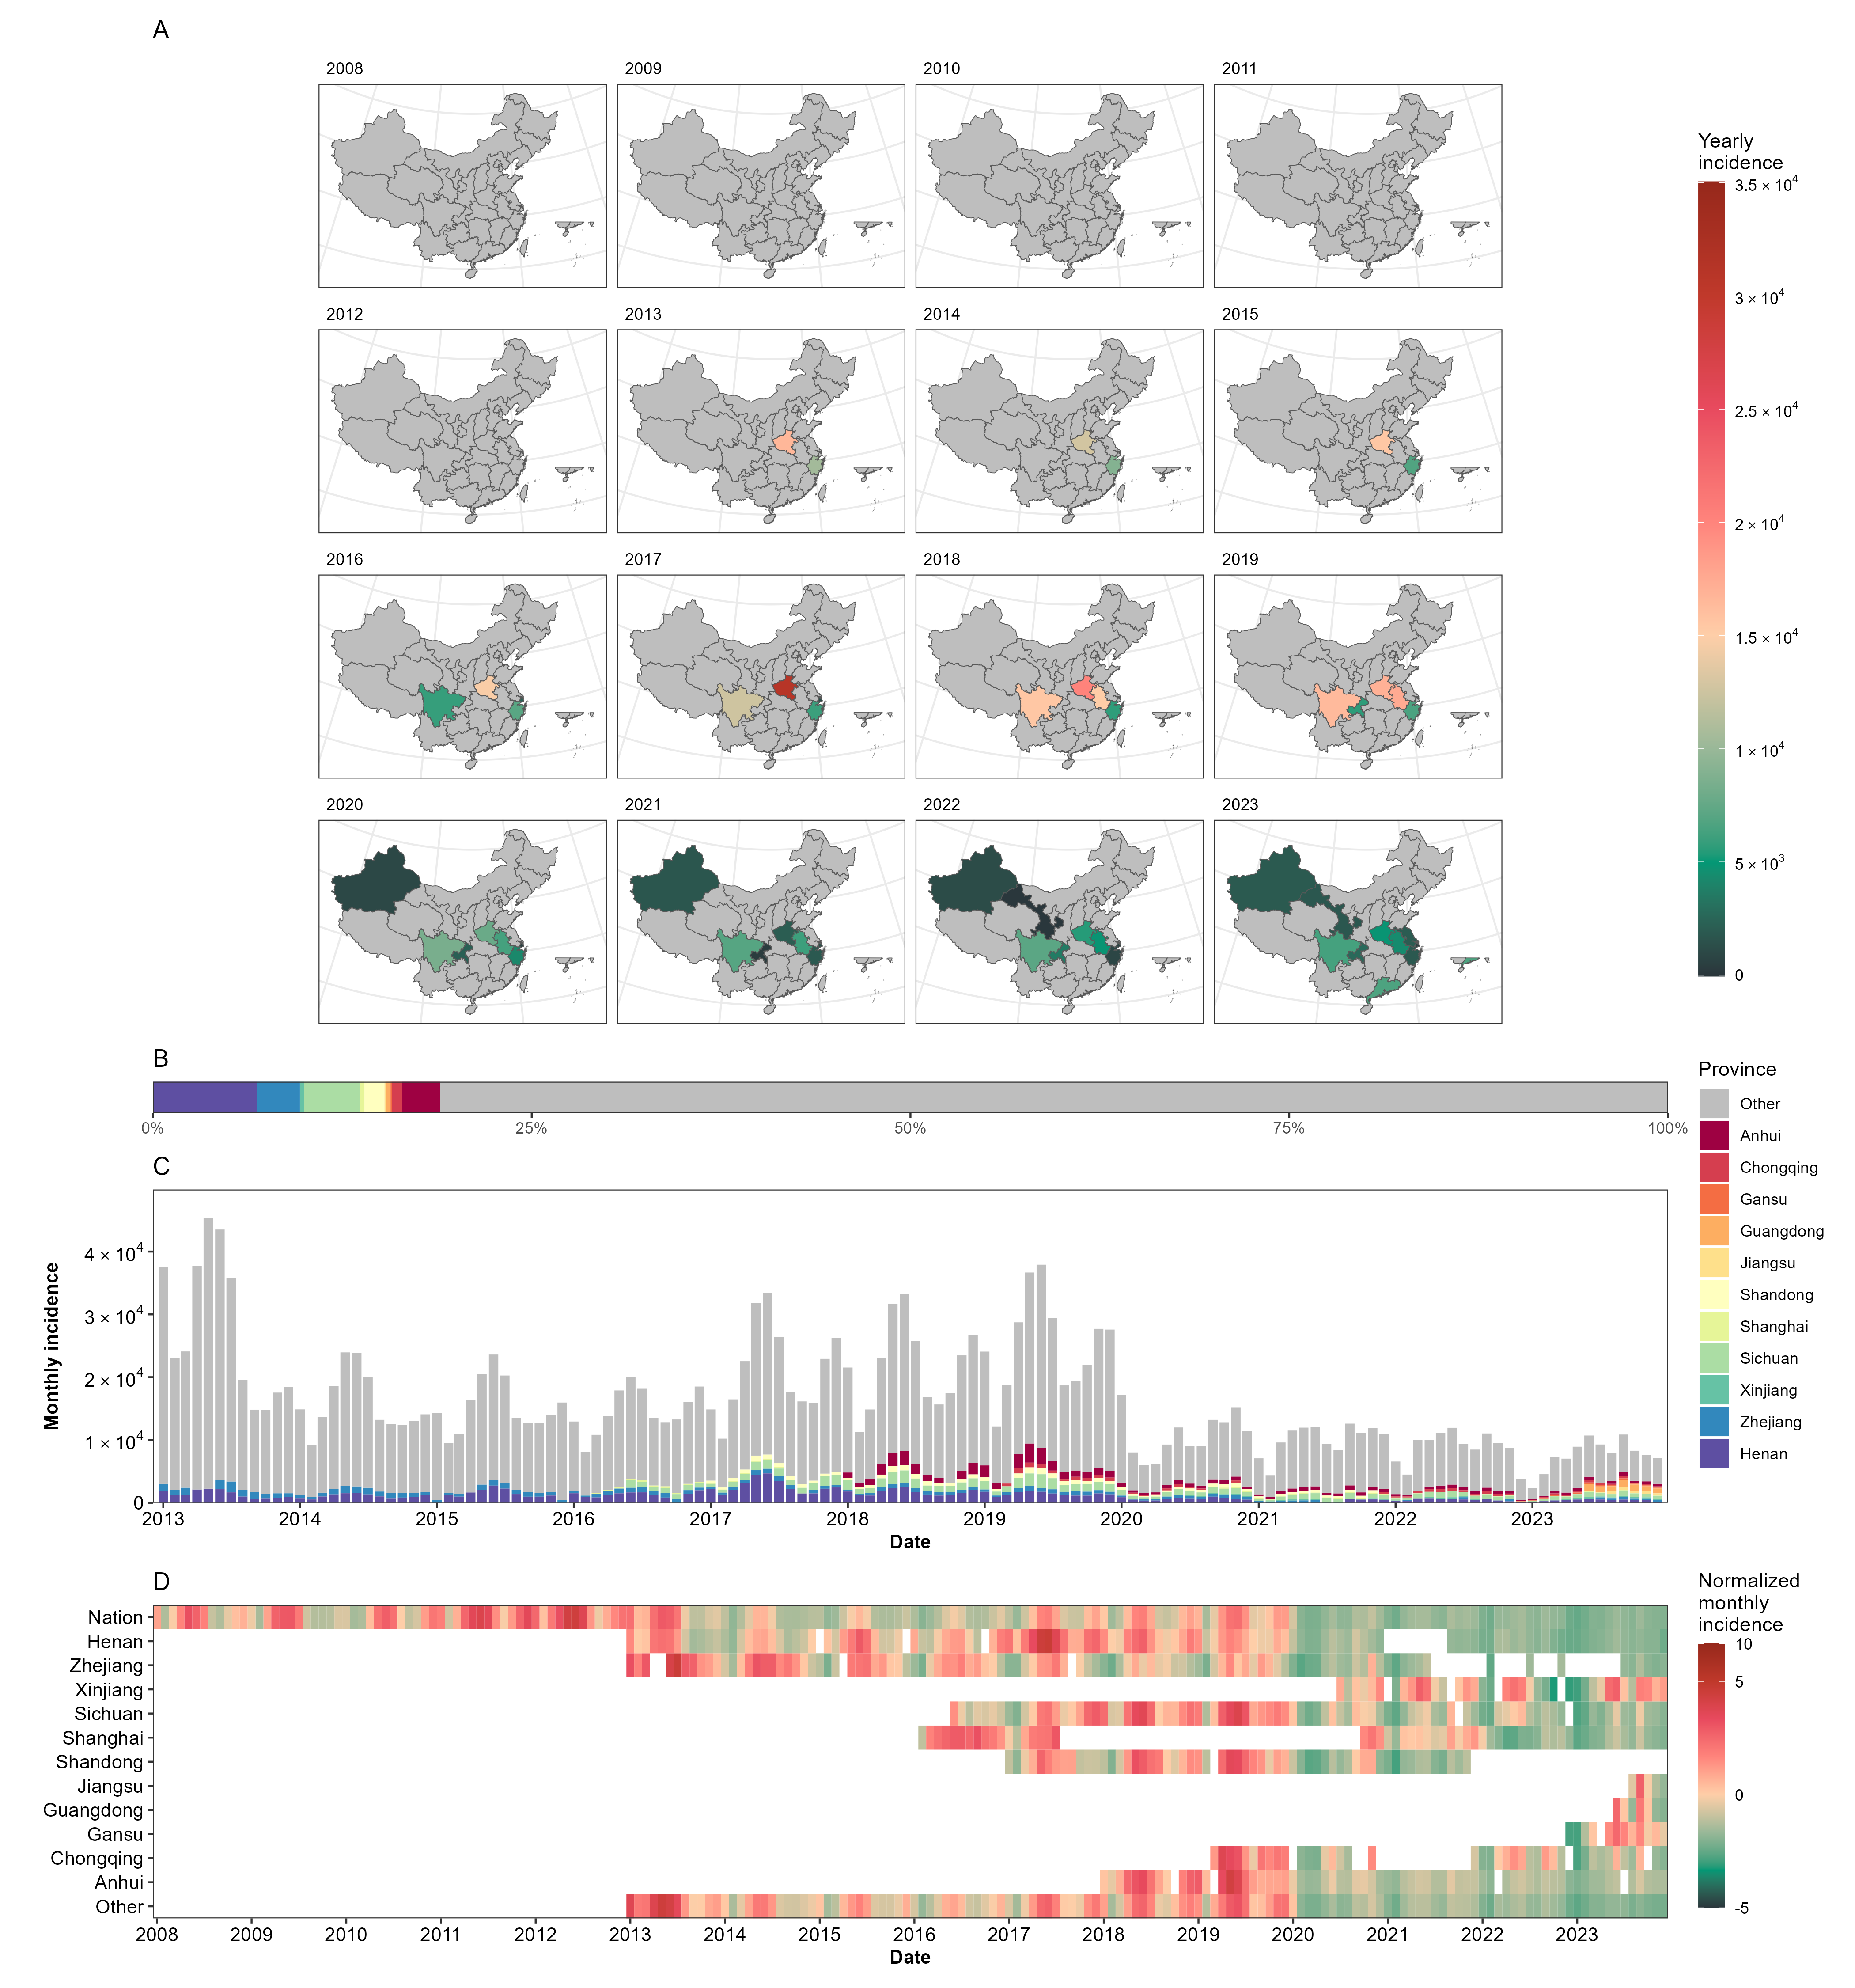 A
2008
2009
2010
2011
2012
2013
2014
2015
2016
2017
2018
2019
2020
2021
2022
2023
Yearly
incidence
3.5 × 10⁴
3 × 10⁴
2.5 × 10⁴
2 × 10⁴
1.5 × 10⁴
1 × 10⁴
5 × 10³
0
B
0%
25%
50%
75%
100%
Province
Other
Anhui
Chongqing
Gansu
Guangdong
Jiangsu
Shandong
Shanghai
Sichuan
Xinjiang
Zhejiang
Henan
C
Monthly incidence
4 × 10⁴
3 × 10⁴
2 × 10⁴
1 × 10⁴
0
2013
2014
2015
2016
2017
2018
2019
2020
2021
2022
2023
Date
D
Nation
Henan
Zhejiang
Xinjiang
Sichuan
Shanghai
Shandong
Jiangsu
Guangdong
Gansu
Chongqing
Anhui
Other
2008
2009
2010
2011
2012
2013
2014
2015
2016
2017
2018
2019
2020
2021
2022
2023
Date
Normalized
monthly
incidence
10
5
0
-5